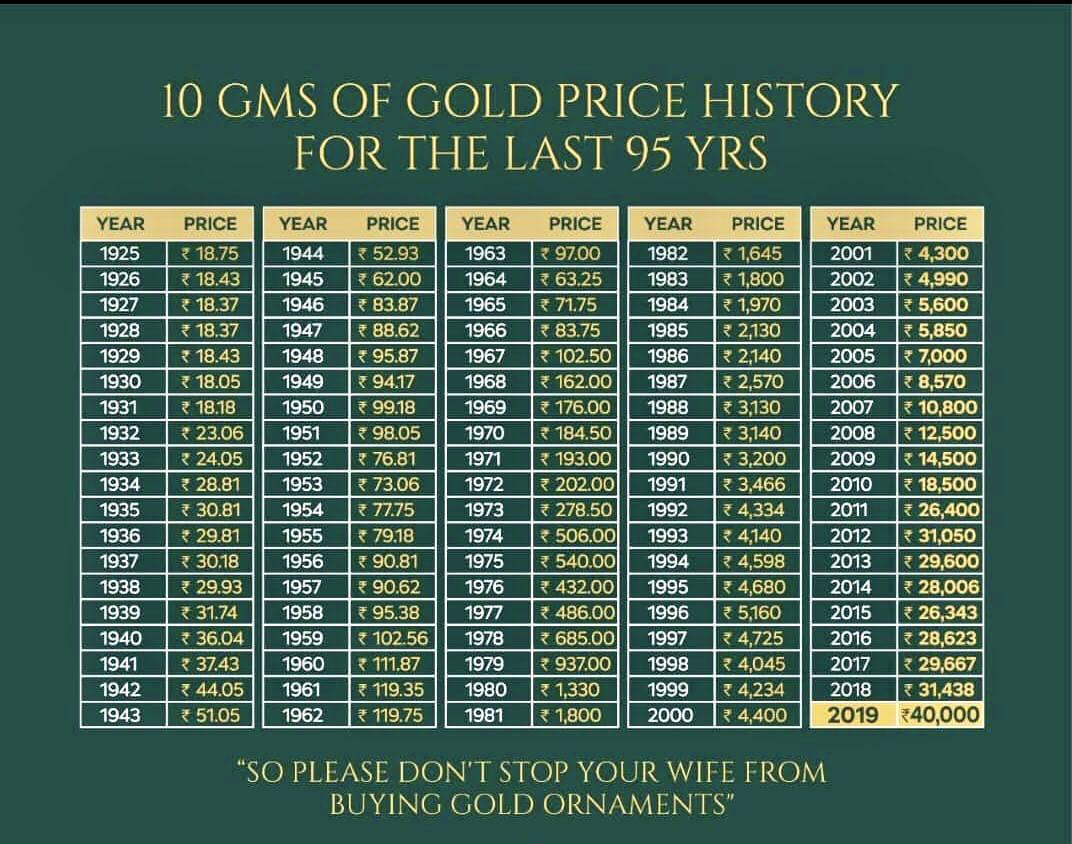 10 GMS OF GOLD PRICE HISTORY
FOR THE LAST 95 YRS
YEAR PRICE YEAR PRICE YEAR PRICE YEAR PRICE YEAR PRICE
1925 ₹ 18.75 1944 ₹ 52.93 1963 ₹ 97.00 1982 ₹ 1,645 2001 ₹ 4,300
1926 ₹ 18.43 1945 ₹ 62.00 1964 ₹ 63.25 1983 ₹ 1,800 2002 ₹ 4,990
1927 ₹ 18.37 1946 ₹ 83.87 1965 ₹ 71.75 1984 ₹ 1,970 2003 ₹ 5,600
1928 ₹ 18.37 1947 ₹ 88.62 1966 ₹ 83.75 1985 ₹ 2,130 2004 ₹ 5,850
1929 ₹ 18.43 1948 ₹ 95.87 1967 ₹ 102.50 1986 ₹ 2,140 2005 ₹ 7,000
1930 ₹ 18.05 1949 ₹ 94.17 1968 ₹ 162.00 1987 ₹ 2,570 2006 ₹ 8,570
1931 ₹ 18.18 1950 ₹ 99.18 1969 ₹ 176.00 1988 ₹ 3,130 2007 ₹ 10,800
1932 ₹ 23.06 1951 ₹ 98.05 1970 ₹ 184.50 1989 ₹ 3,140 2008 ₹ 12,500
1933 ₹ 24.05 1952 ₹ 76.81 1971 ₹ 193.00 1990 ₹ 3,200 2009 ₹ 14,500
1934 ₹ 28.81 1953 ₹ 73.06 1972 ₹ 202.00 1991 ₹ 3,466 2010 ₹ 18,500
1935 ₹ 30.81 1954 ₹ 77.75 1973 ₹ 278.50 1992 ₹ 4,334 2011 ₹ 26,400
1936 ₹ 29.81 1955 ₹ 79.18 1974 ₹ 506.00 1993 ₹ 4,140 2012 ₹ 31,050
1937 ₹ 30.18 1956 ₹ 90.81 1975 ₹ 540.00 1994 ₹ 4,598 2013 ₹ 29,600
1938 ₹ 29.93 1957 ₹ 90.62 1976 ₹ 432.00 1995 ₹ 4,680 2014 ₹ 28,006
1939 ₹ 31.74 1958 ₹ 95.38 1977 ₹ 486.00 1996 ₹ 5,160 2015 ₹ 26,343
1940 ₹ 36.04 1959 ₹ 102.56 1978 ₹ 685.00 1997 ₹ 4,725 2016 ₹ 28,623
1941 ₹ 37.43 1960 ₹ 111.87 1979 ₹ 937.00 1998 ₹ 4,045 2017 ₹ 29,667
1942 ₹ 44.05 1961 ₹ 119.35 1980 ₹ 1,330 1999 ₹ 4,234 2018 ₹ 31,438
1943 ₹ 51.05 1962 ₹ 119.75 1981 ₹ 1,800 2000 ₹ 4,400 2019 ₹40,000
“SO PLEASE DON'T STOP YOUR WIFE FROM
BUYING GOLD ORNAMENTS”